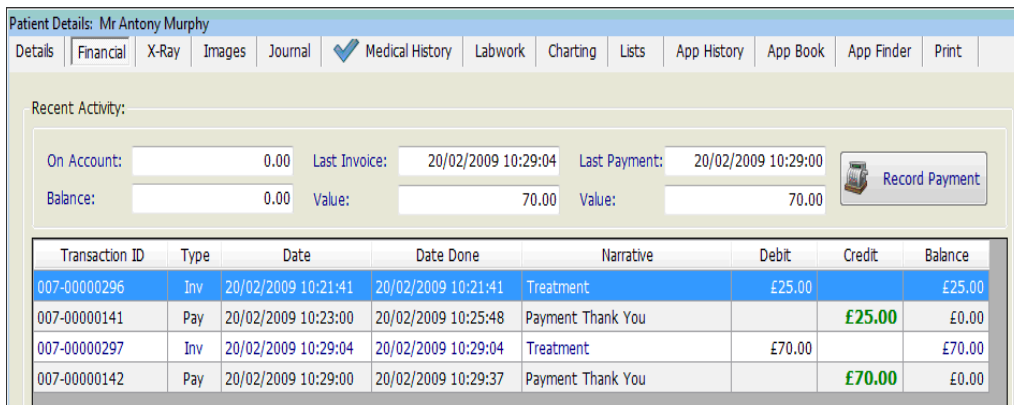 Patient Details: Mr Antony Murphy
Details Financial X-Ray Images Journal Medical History Labwork Charting Lists App History App Book App Finder Print
Recent Activity:
On Account: 0.00 Last Invoice: 20/02/2009 10:29:04 Last Payment: 20/02/2009 10:29:00
Record Payment
Balance: 0.00 Value: 70.00 Value: 70.00
Transaction ID Type Date Date Done Narrative Debit Credit Balance
007-00000296 Inv 20/02/2009 10:21:41 20/02/2009 10:21:41 Treatment £25.00 £25.00
007-00000141 Pay 20/02/2009 10:23:00 20/02/2009 10:25:48 Payment Thank You £25.00 £0.00
007-00000297 Inv 20/02/2009 10:29:04 20/02/2009 10:29:04 Treatment £70.00 £70.00
007-00000142 Pay 20/02/2009 10:29:00 20/02/2009 10:29:37 Payment Thank You £70.00 £0.00